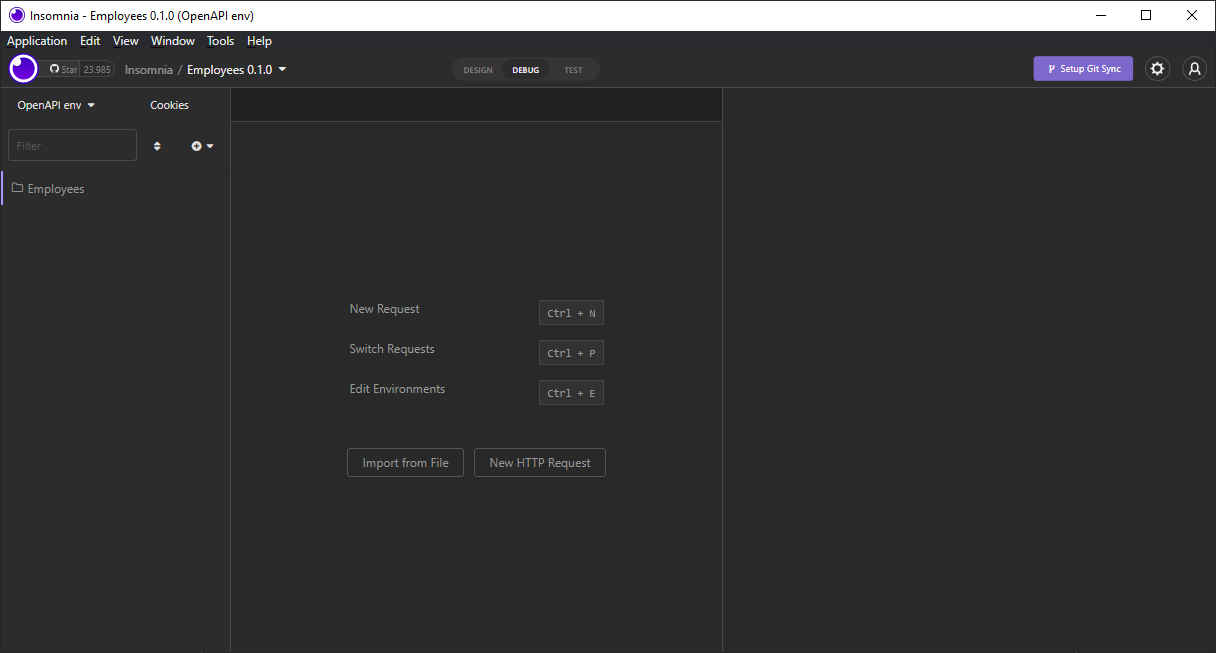 Insomnia - Employees 0.1.0 (OpenAPI env)
Application Edit View Window Tools Help
Star 23.985 Insomnia / Employees 0.1.0 DESIGN DEBUG TEST Setup Git Sync
OpenAPI env Cookies
Filter
Employees
New Request Ctrl + N
Switch Requests Ctrl + P
Edit Environments Ctrl + E
Import from File New HTTP Request